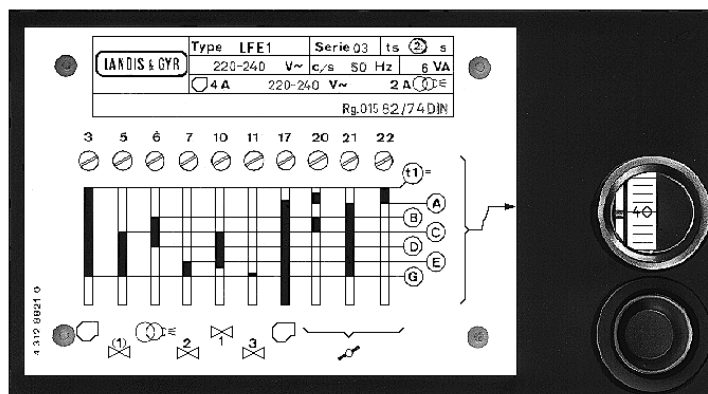 LANDIS & GYR
Type LFE1 Serie 03 ts 2 s
220-240 V~ c/s 50 Hz 6 VA
4 A 220-240 V~ 2 A
Rg.015 82/74 DIN
3 5 6 7 10 11 17 20 21 22
t1=
A
B
C
D
E
G
40
4 312 8821 0
(1) 2 1 3